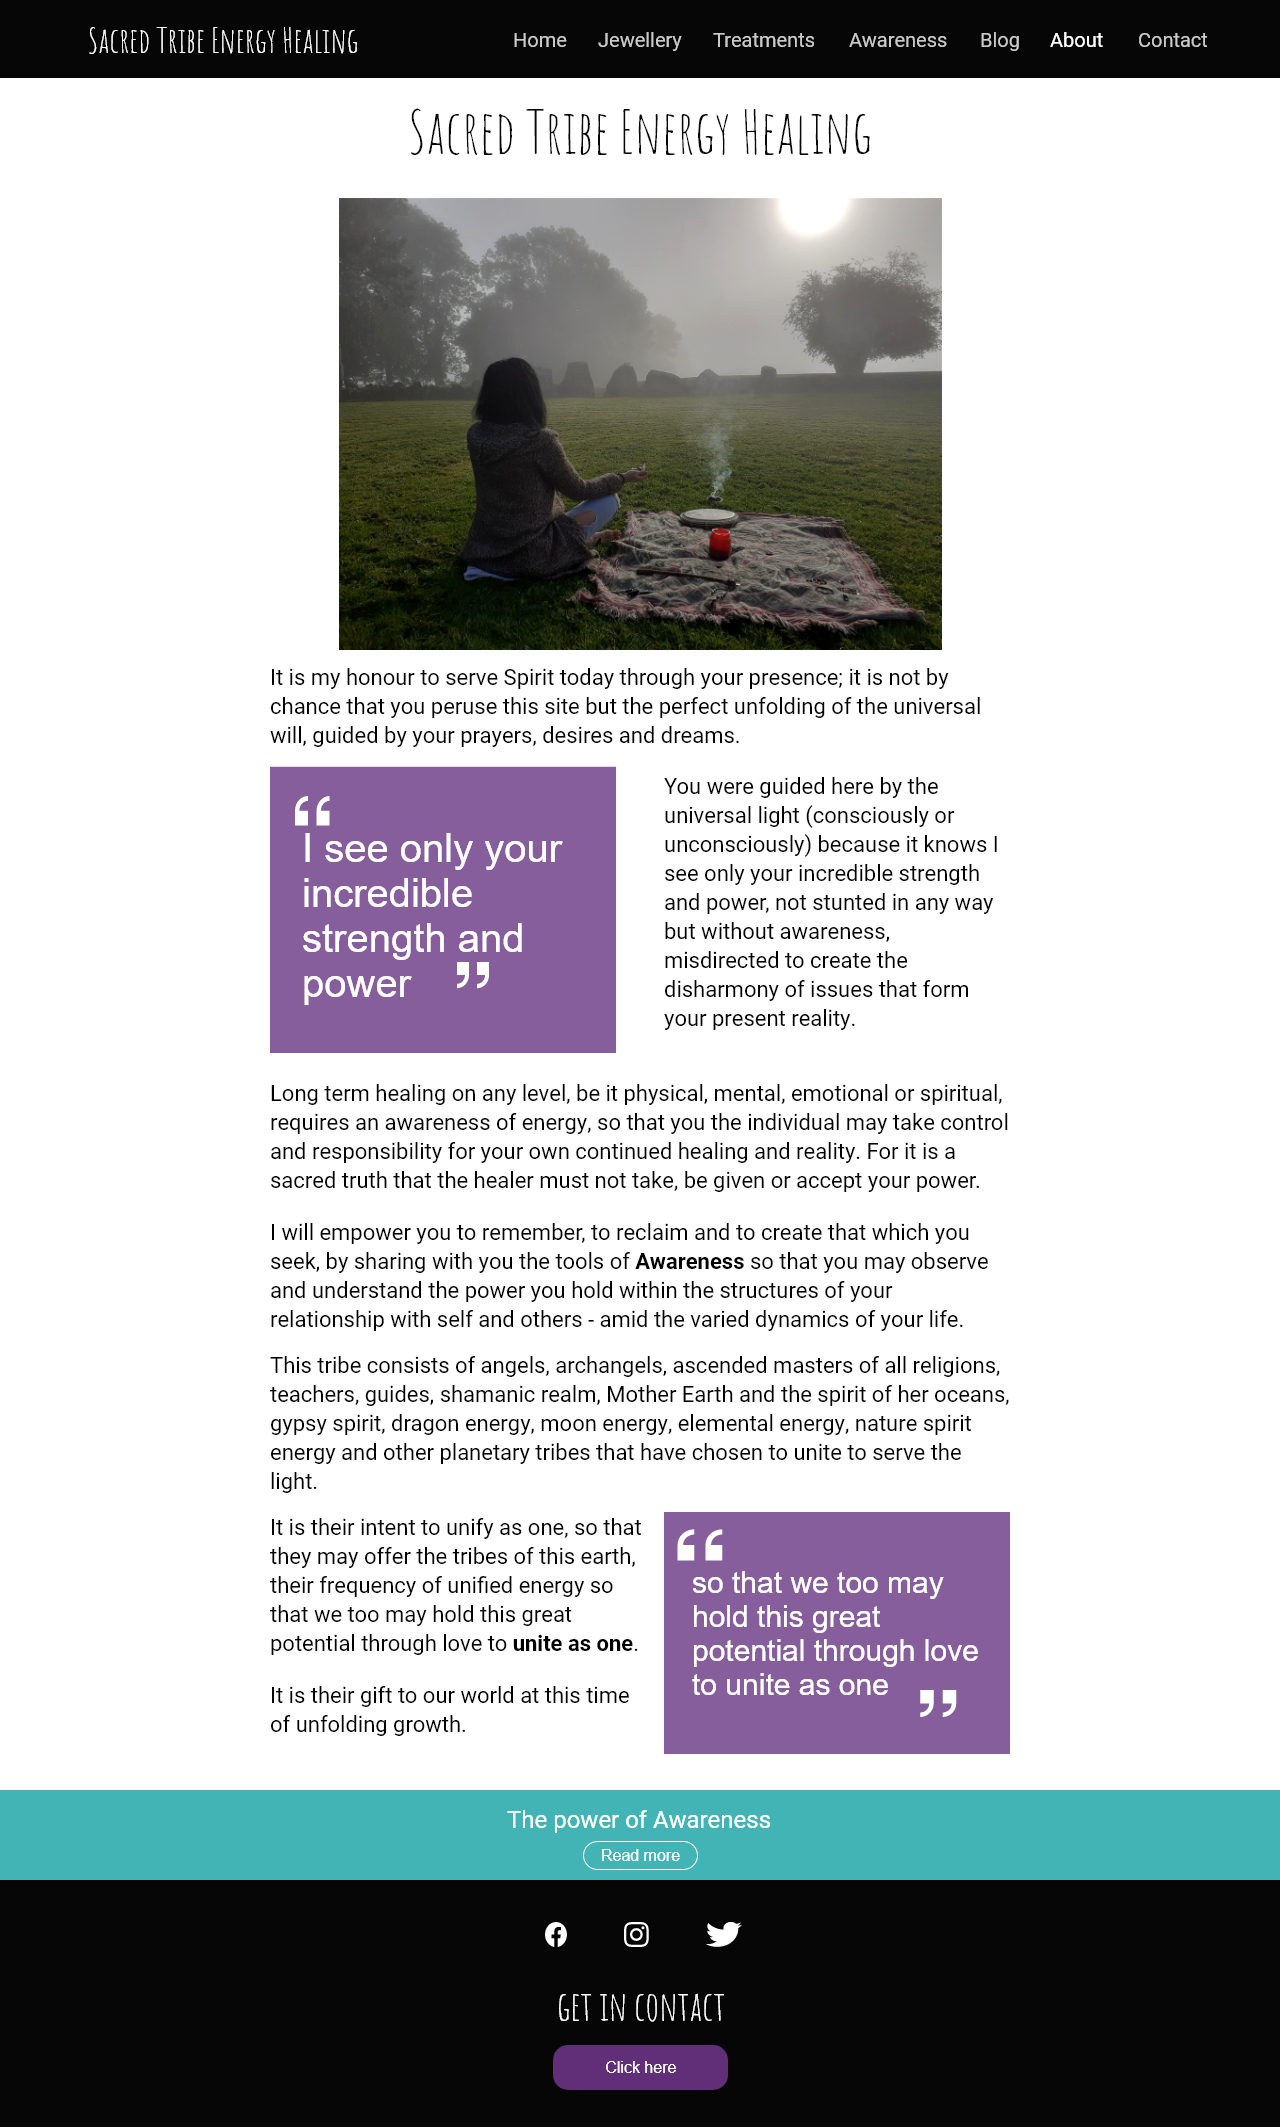 Sacred Tribe Energy Healing
Home Jewellery Treatments Awareness Blog About Contact
Sacred Tribe Energy Healing
It is my honour to serve Spirit today through your presence; it is not by
chance that you peruse this site but the perfect unfolding of the universal
will, guided by your prayers, desires and dreams.
“
I see only your
incredible
strength and
power ”
You were guided here by the
universal light (consciously or
unconsciously) because it knows I
see only your incredible strength
and power, not stunted in any way
but without awareness,
misdirected to create the
disharmony of issues that form
your present reality.
Long term healing on any level, be it physical, mental, emotional or spiritual,
requires an awareness of energy, so that you the individual may take control
and responsibility for your own continued healing and reality. For it is a
sacred truth that the healer must not take, be given or accept your power.
I will empower you to remember, to reclaim and to create that which you
seek, by sharing with you the tools of Awareness so that you may observe
and understand the power you hold within the structures of your
relationship with self and others - amid the varied dynamics of your life.
This tribe consists of angels, archangels, ascended masters of all religions,
teachers, guides, shamanic realm, Mother Earth and the spirit of her oceans,
gypsy spirit, dragon energy, moon energy, elemental energy, nature spirit
energy and other planetary tribes that have chosen to unite to serve the
light.
It is their intent to unify as one, so that
they may offer the tribes of this earth,
their frequency of unified energy so
that we too may hold this great
potential through love to unite as one.
It is their gift to our world at this time
of unfolding growth.
“
so that we too may
hold this great
potential through love
to unite as one ”
The power of Awareness
Read more
GET IN CONTACT
Click here